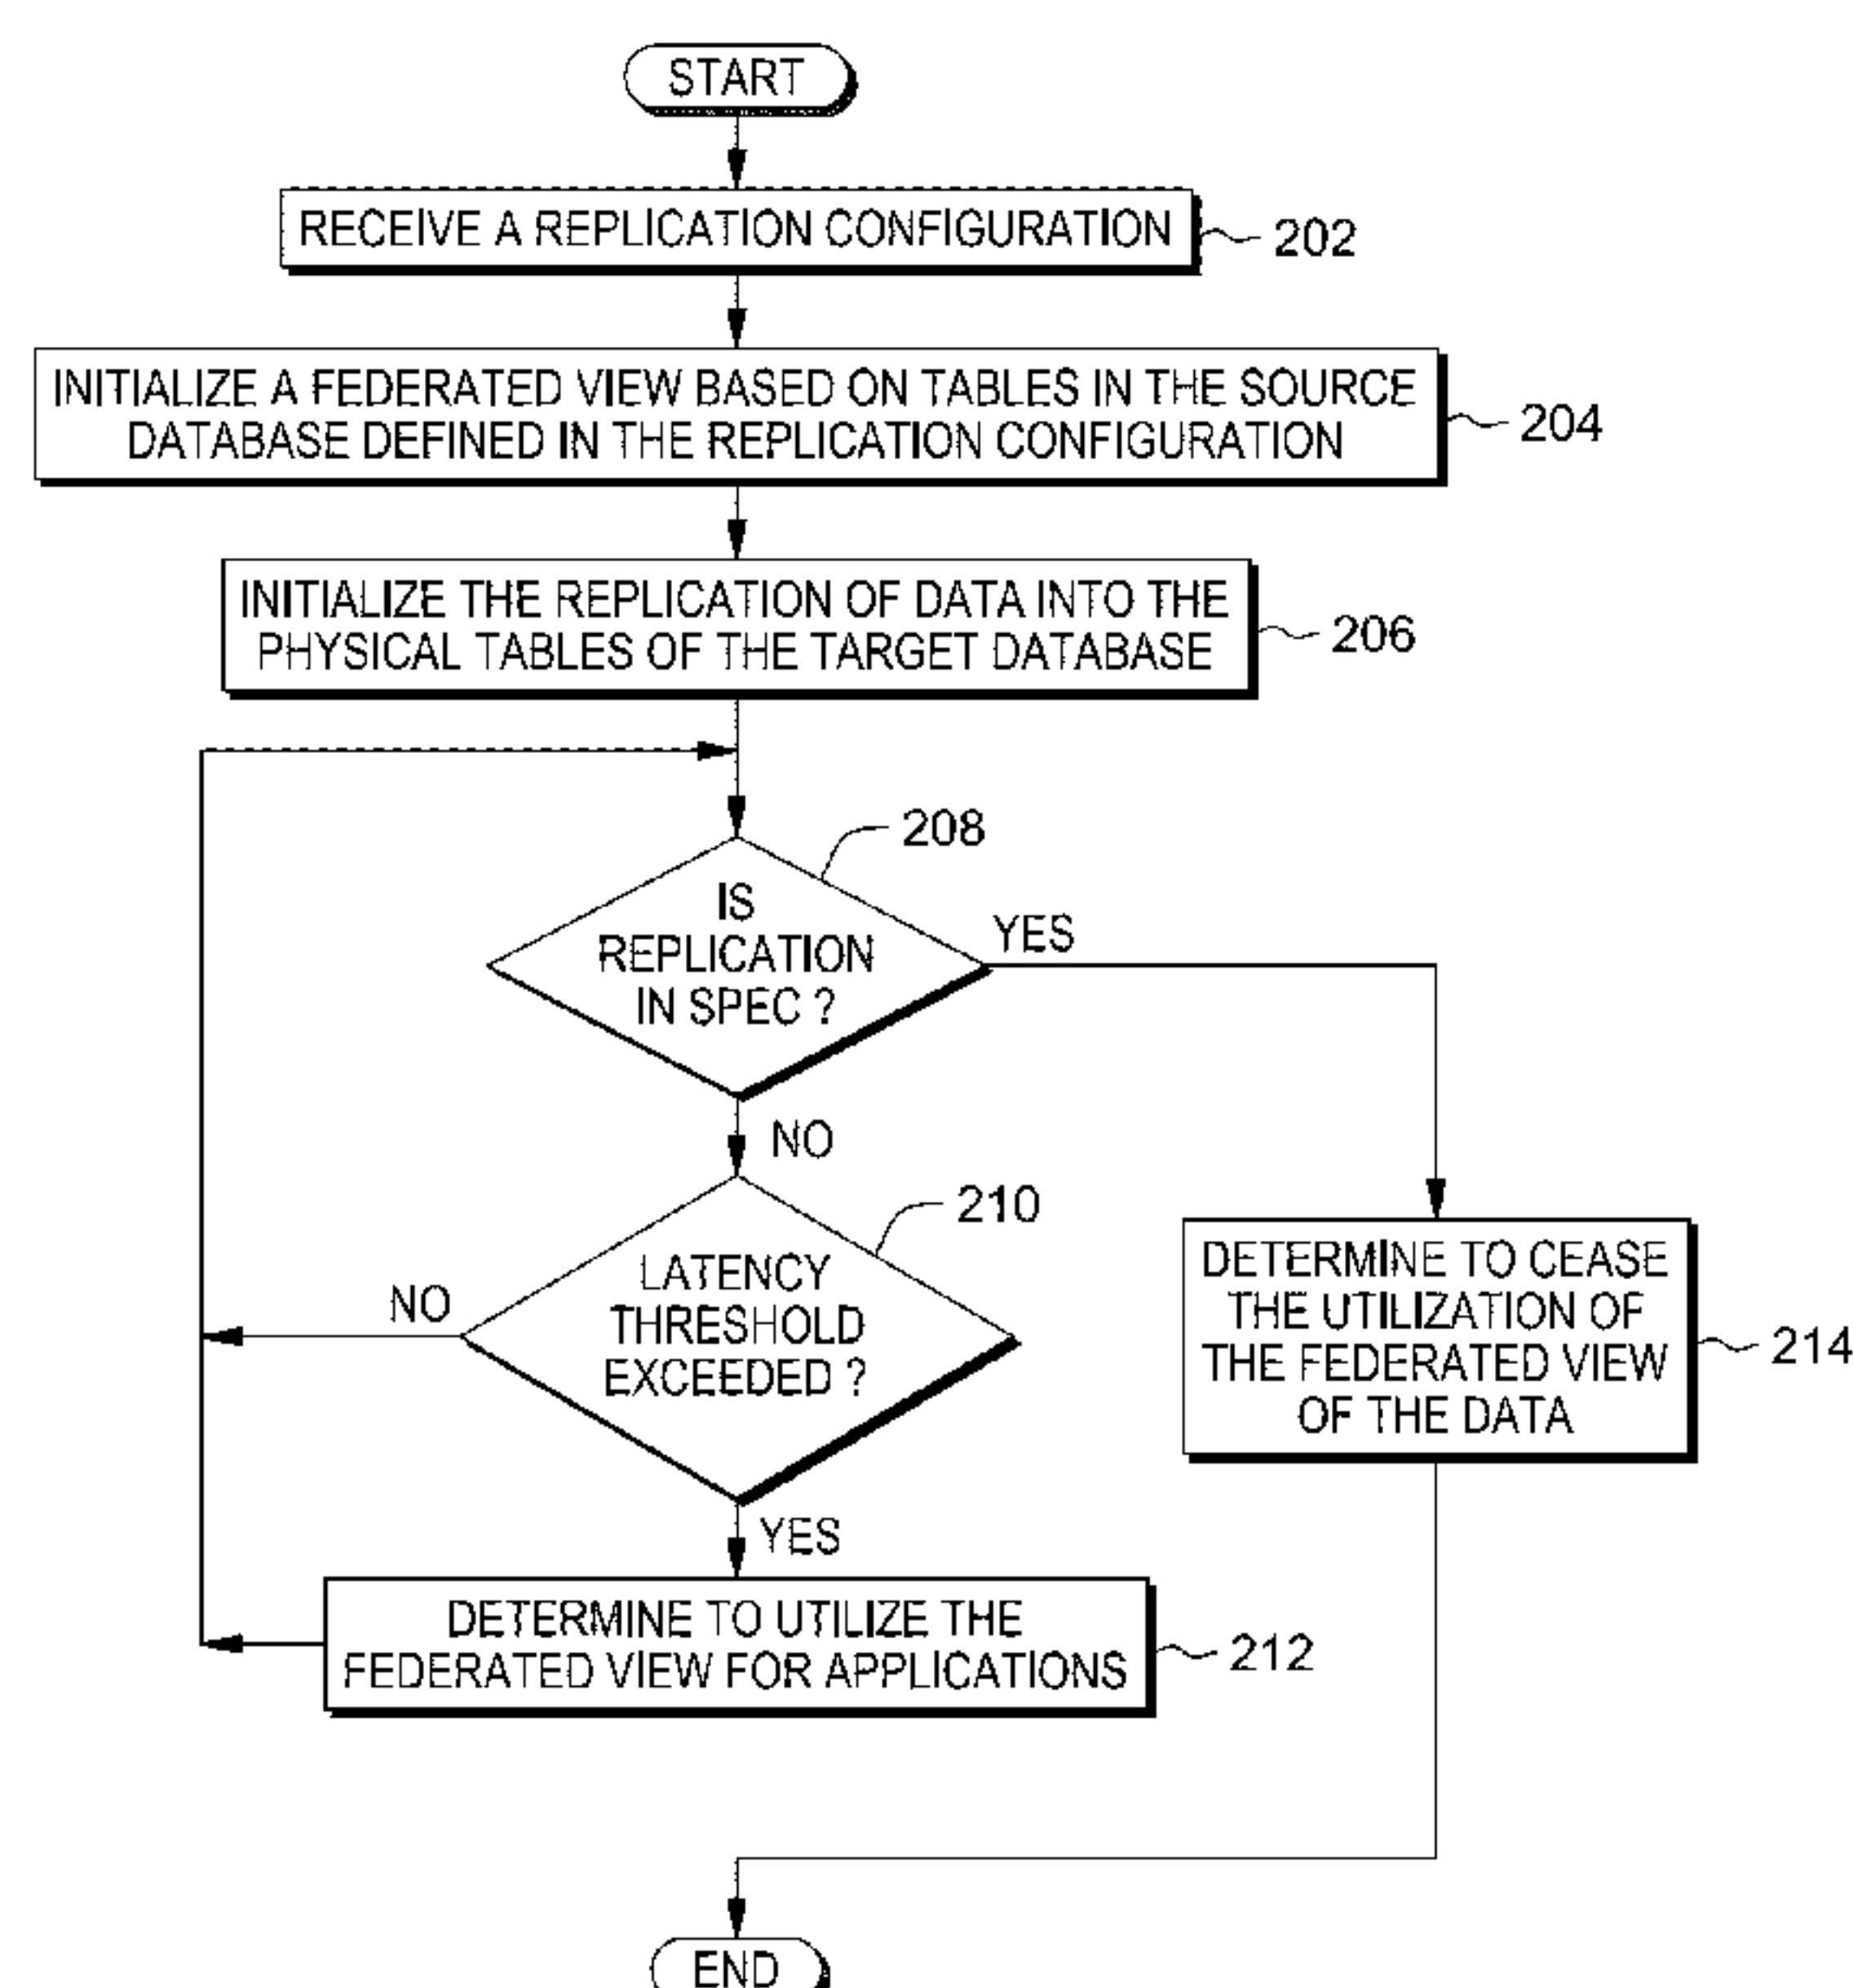 START
RECEIVE A REPLICATION CONFIGURATION
202
INITIALIZE A FEDERATED VIEW BASED ON TABLES IN THE SOURCE
DATABASE DEFINED IN THE REPLICATION CONFIGURATION
204
INITIALIZE THE REPLICATION OF DATA INTO THE
PHYSICAL TABLES OF THE TARGET DATABASE
206
208
IS
REPLICATION
IN SPEC ?
YES
NO
210
LATENCY
THRESHOLD
EXCEEDED ?
NO
YES
DETERMINE TO CEASE
THE UTILIZATION OF
THE FEDERATED VIEW
OF THE DATA
214
DETERMINE TO UTILIZE THE
FEDERATED VIEW FOR APPLICATIONS
212
END